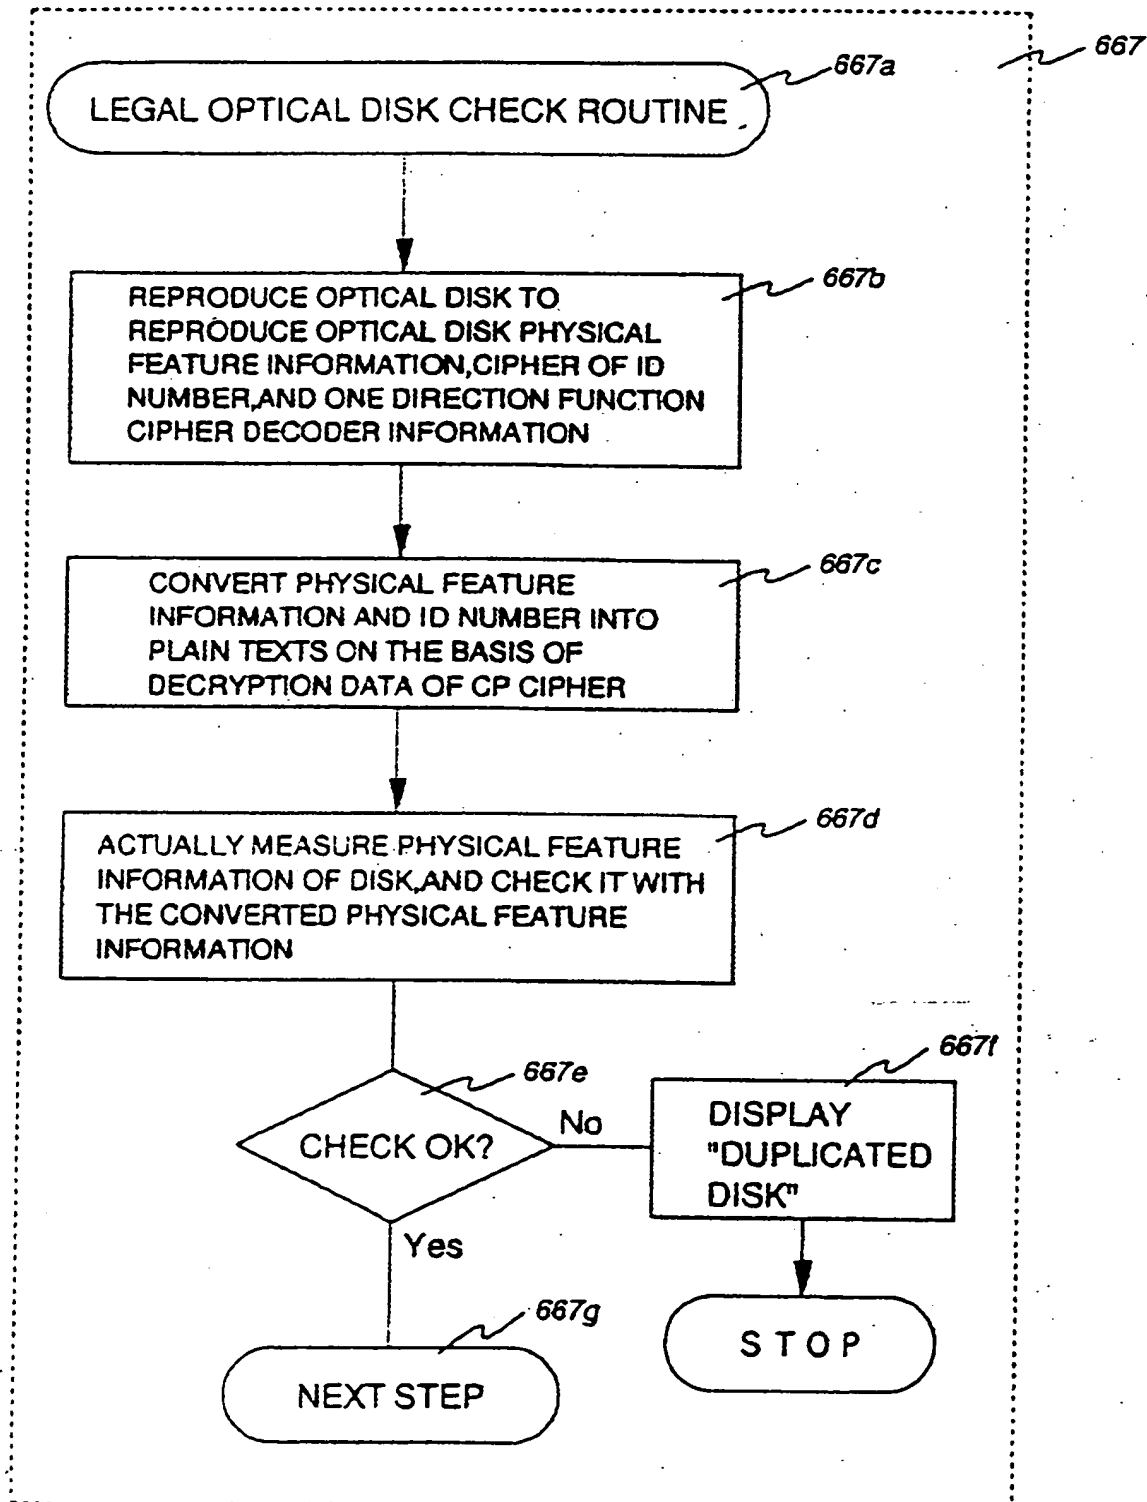 667
667a
LEGAL OPTICAL DISK CHECK ROUTINE
667b
REPRODUCE OPTICAL DISK TO
REPRODUCE OPTICAL DISK PHYSICAL
FEATURE INFORMATION,CIPHER OF ID
NUMBER,AND ONE DIRECTION FUNCTION
CIPHER DECODER INFORMATION
667c
CONVERT PHYSICAL FEATURE
INFORMATION AND ID NUMBER INTO
PLAIN TEXTS ON THE BASIS OF
DECRYPTION DATA OF CP CIPHER
667d
ACTUALLY MEASURE PHYSICAL FEATURE
INFORMATION OF DISK,AND CHECK IT WITH
THE CONVERTED PHYSICAL FEATURE
INFORMATION
667e
CHECK OK?
No
667f
DISPLAY
"DUPLICATED
DISK"
Yes
STOP
667g
NEXT STEP